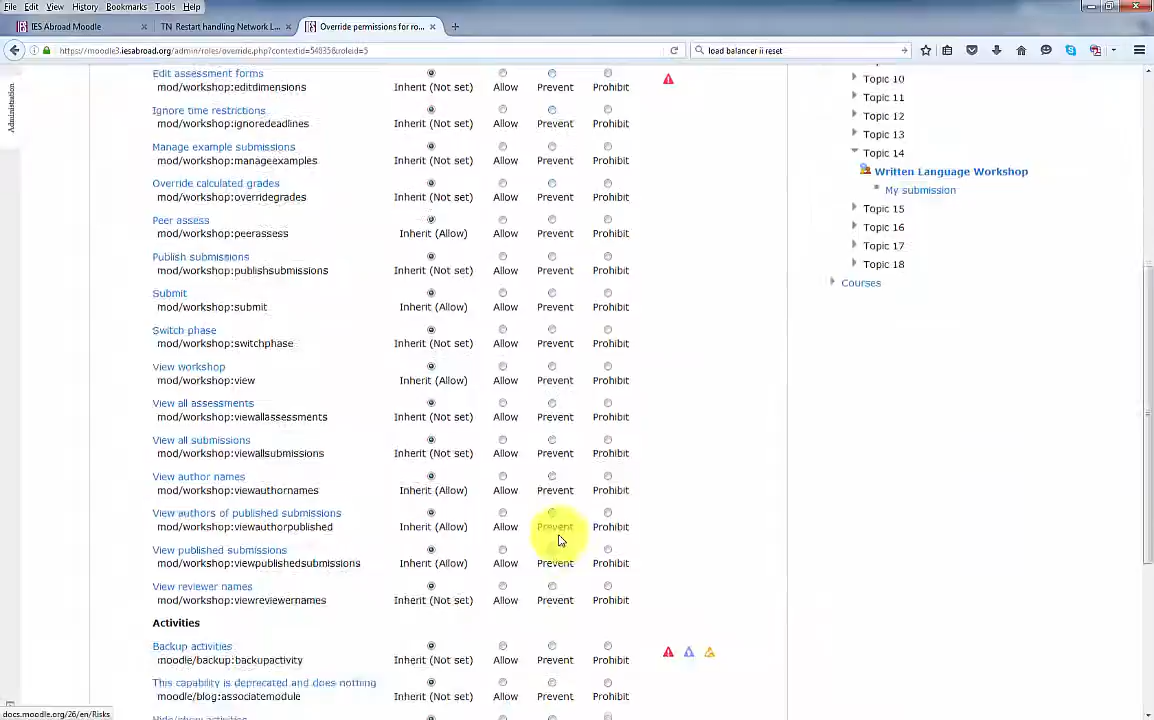 File Edit View History Bookmarks Tools Help
IES Abroad Moodle
TN Restart handling Network L...
Override permissions for ro...
https://moodle3.iesabroad.org/admin/roles/override.php?contextid=54835&roleid=5
load balancer ii reset
Administration
Edit assessment forms
mod/workshop:editdimensions Inherit (Not set) Allow Prevent Prohibit
Ignore time restrictions
mod/workshop:ignoredeadlines Inherit (Not set) Allow Prevent Prohibit
Manage example submissions
mod/workshop:manageexamples Inherit (Not set) Allow Prevent Prohibit
Override calculated grades
mod/workshop:overridegrades Inherit (Not set) Allow Prevent Prohibit
Peer assess
mod/workshop:peerassess Inherit (Allow) Allow Prevent Prohibit
Publish submissions
mod/workshop:publishsubmissions Inherit (Not set) Allow Prevent Prohibit
Submit
mod/workshop:submit Inherit (Allow) Allow Prevent Prohibit
Switch phase
mod/workshop:switchphase Inherit (Not set) Allow Prevent Prohibit
View workshop
mod/workshop:view Inherit (Allow) Allow Prevent Prohibit
View all assessments
mod/workshop:viewallassessments Inherit (Not set) Allow Prevent Prohibit
View all submissions
mod/workshop:viewallsubmissions Inherit (Not set) Allow Prevent Prohibit
View author names
mod/workshop:viewauthornames Inherit (Allow) Allow Prevent Prohibit
View authors of published submissions
mod/workshop:viewauthorpublished Inherit (Allow) Allow Prevent Prohibit
View published submissions
mod/workshop:viewpublishedsubmissions Inherit (Allow) Allow Prevent Prohibit
View reviewer names
mod/workshop:viewreviewernames Inherit (Not set) Allow Prevent Prohibit
Activities
Backup activities
moodle/backup:backupactivity Inherit (Not set) Allow Prevent Prohibit
This capability is deprecated and does nothing
moodle/blog:associatemodule Inherit (Not set) Allow Prevent Prohibit
Hide/show activities
Topic 10
Topic 11
Topic 12
Topic 13
Topic 14
Written Language Workshop
My submission
Topic 15
Topic 16
Topic 17
Topic 18
Courses
docs.moodle.org/26/en/Risks